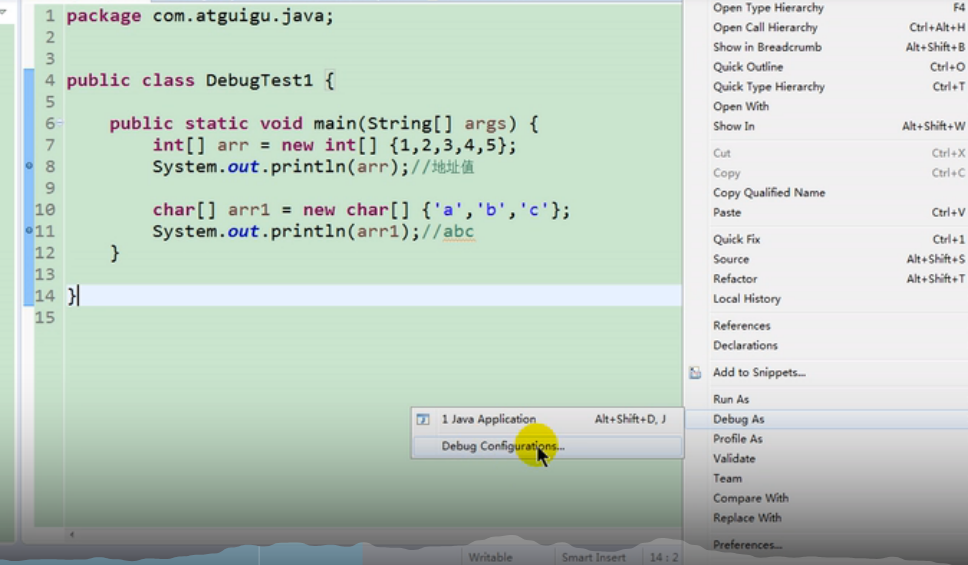 1 package com.atguigu.java;
2
3
4 public class DebugTest1 {
5
6 public static void main(String[] args) {
7 int[] arr = new int[] {1,2,3,4,5};
8 System.out.println(arr);//地址值
9
10 char[] arr1 = new char[] {'a','b','c'};
11 System.out.println(arr1);//abc
12 }
13
14 }
15
Open Type Hierarchy F4
Open Call Hierarchy Ctrl+Alt+H
Show in Breadcrumb Alt+Shift+B
Quick Outline Ctrl+O
Quick Type Hierarchy Ctrl+T
Open With
Show In Alt+Shift+W
Cut Ctrl+X
Copy Ctrl+C
Copy Qualified Name
Paste Ctrl+V
Quick Fix Ctrl+1
Source Alt+Shift+S
Refactor Alt+Shift+T
Local History
References
Declarations
Add to Snippets...
Run As
Debug As
Profile As
Validate
Team
Compare With
Replace With
Preferences...
1 Java Application Alt+Shift+D, J
Debug Configurations...
Writable Smart Insert 14 : 2